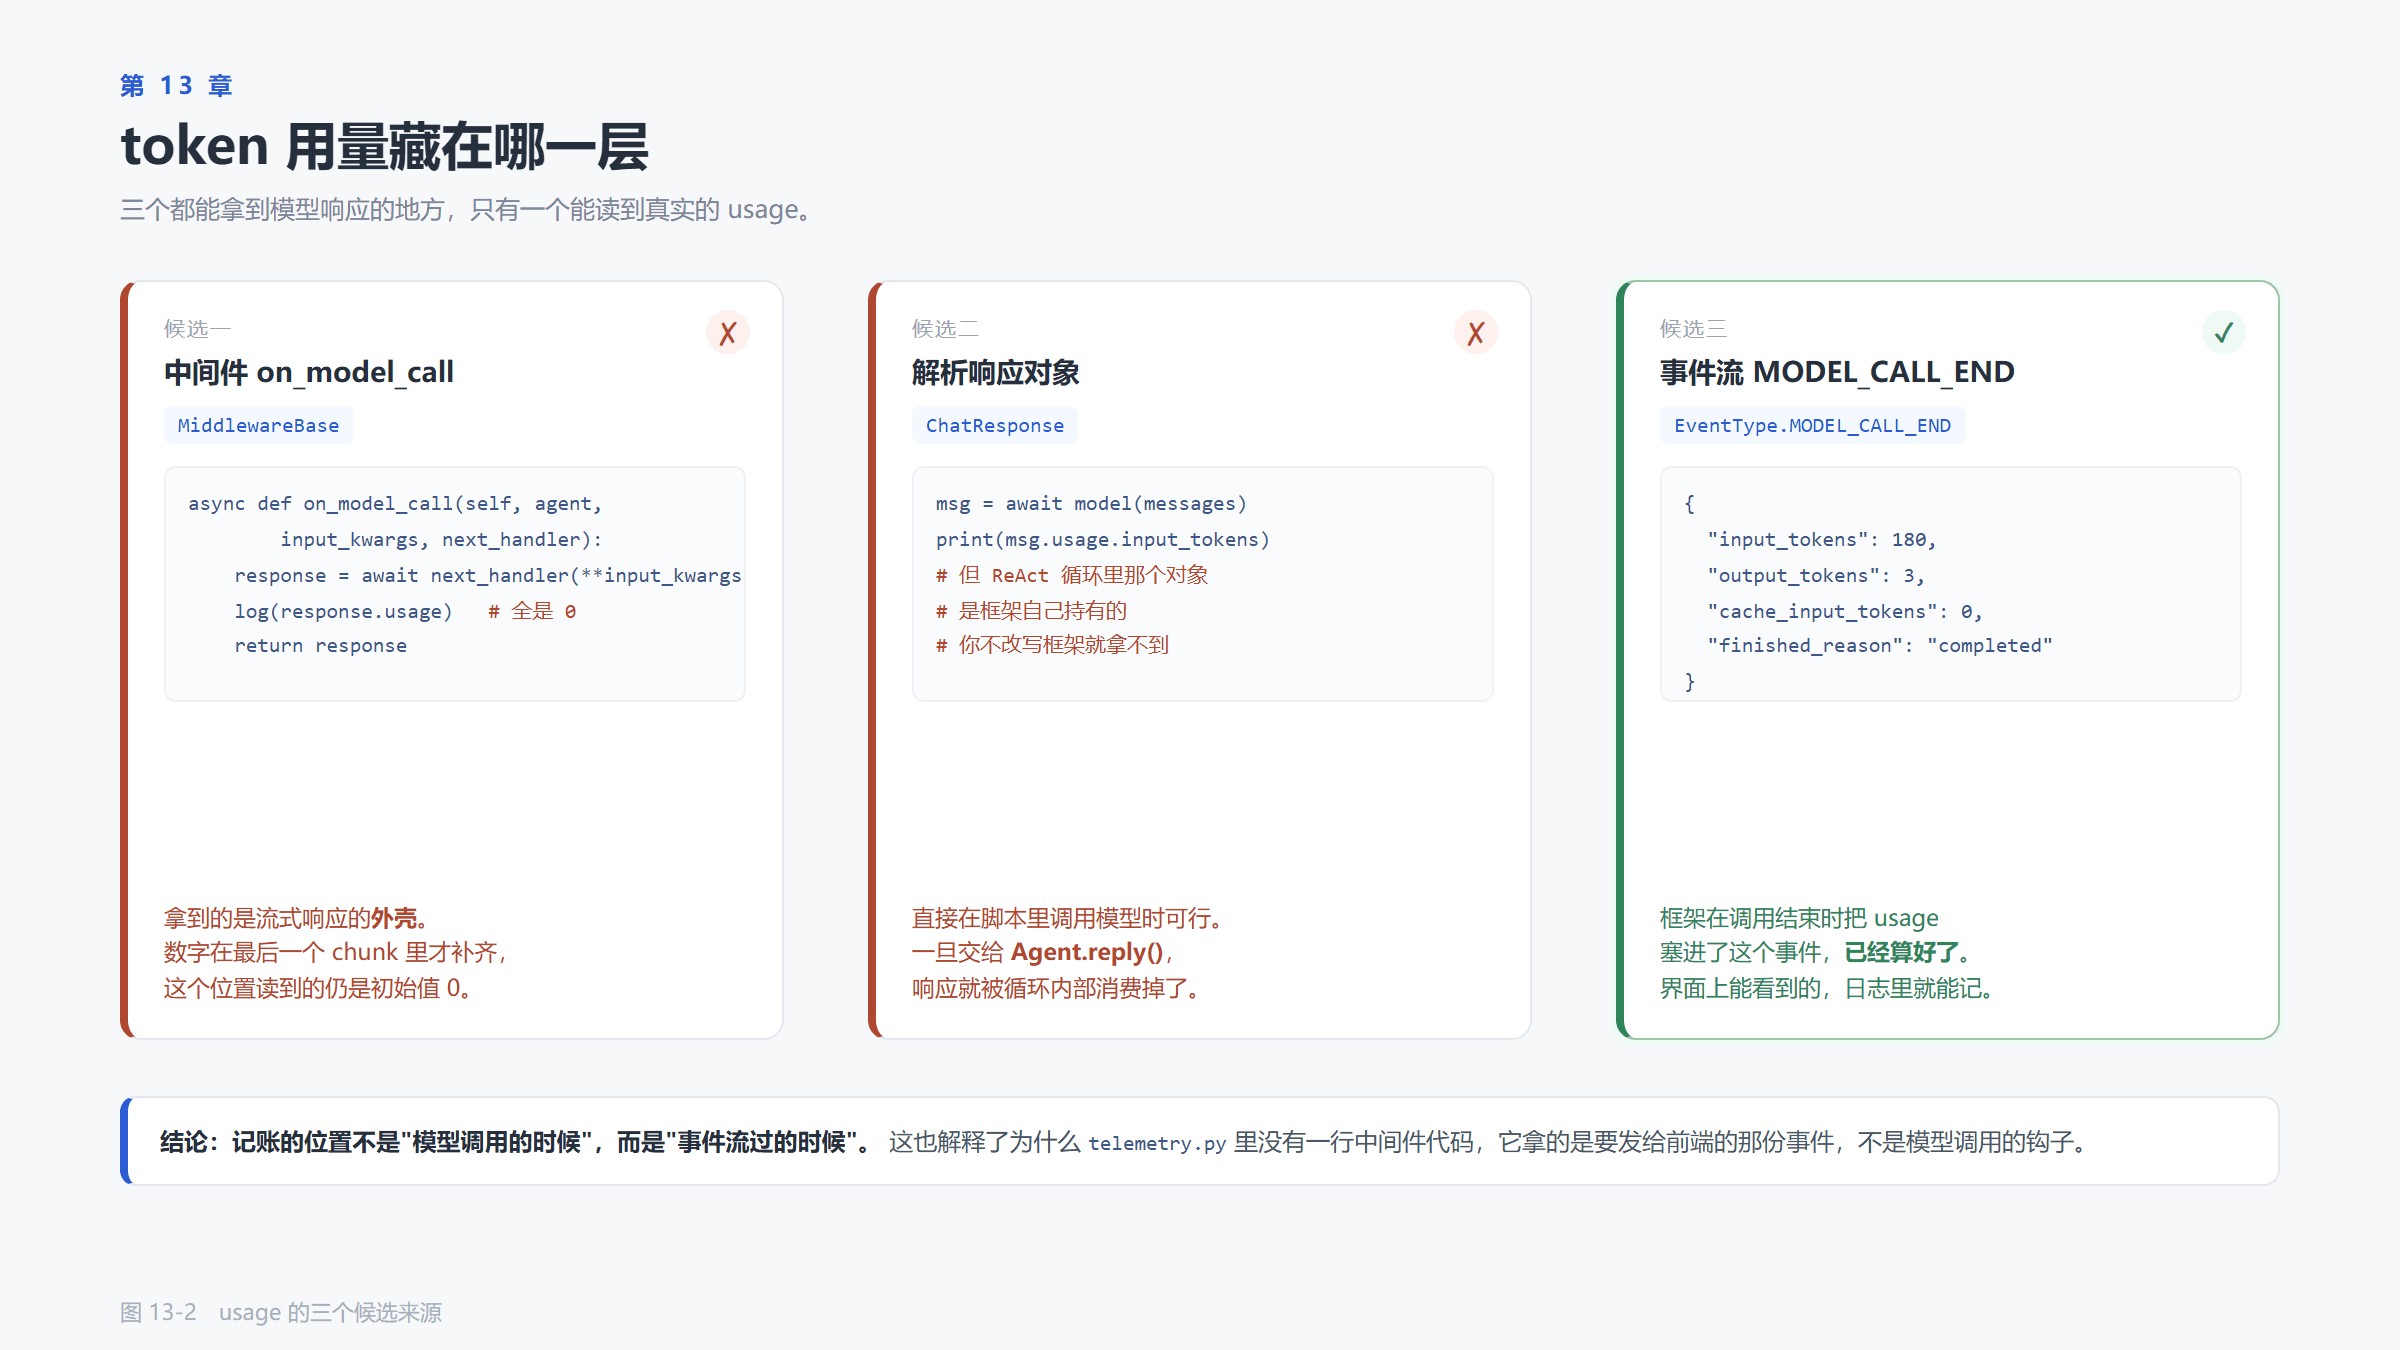 第 13 章
token 用量藏在哪一层
三个都能拿到模型响应的地方，只有一个能读到真实的 usage。
候选一
✗
中间件 on_model_call
MiddlewareBase
async def on_model_call(self, agent,
        input_kwargs, next_handler):
    response = await next_handler(**input_kwargs
    log(response.usage)   # 全是 0
    return response
拿到的是流式响应的外壳。
数字在最后一个 chunk 里才补齐，
这个位置读到的仍是初始值 0。
候选二
✗
解析响应对象
ChatResponse
msg = await model(messages)
print(msg.usage.input_tokens)
# 但 ReAct 循环里那个对象
# 是框架自己持有的
# 你不改写框架就拿不到
直接在脚本里调用模型时可行。
一旦交给 Agent.reply()，
响应就被循环内部消费掉了。
候选三
✓
事件流 MODEL_CALL_END
EventType.MODEL_CALL_END
{
  "input_tokens": 180,
  "output_tokens": 3,
  "cache_input_tokens": 0,
  "finished_reason": "completed"
}
框架在调用结束时把 usage
塞进了这个事件，已经算好了。
界面上能看到的，日志里就能记。
结论：记账的位置不是"模型调用的时候"，而是"事件流过的时候"。 这也解释了为什么 telemetry.py 里没有一行中间件代码，它拿的是要发给前端的那份事件，不是模型调用的钩子。
图 13-2　usage 的三个候选来源